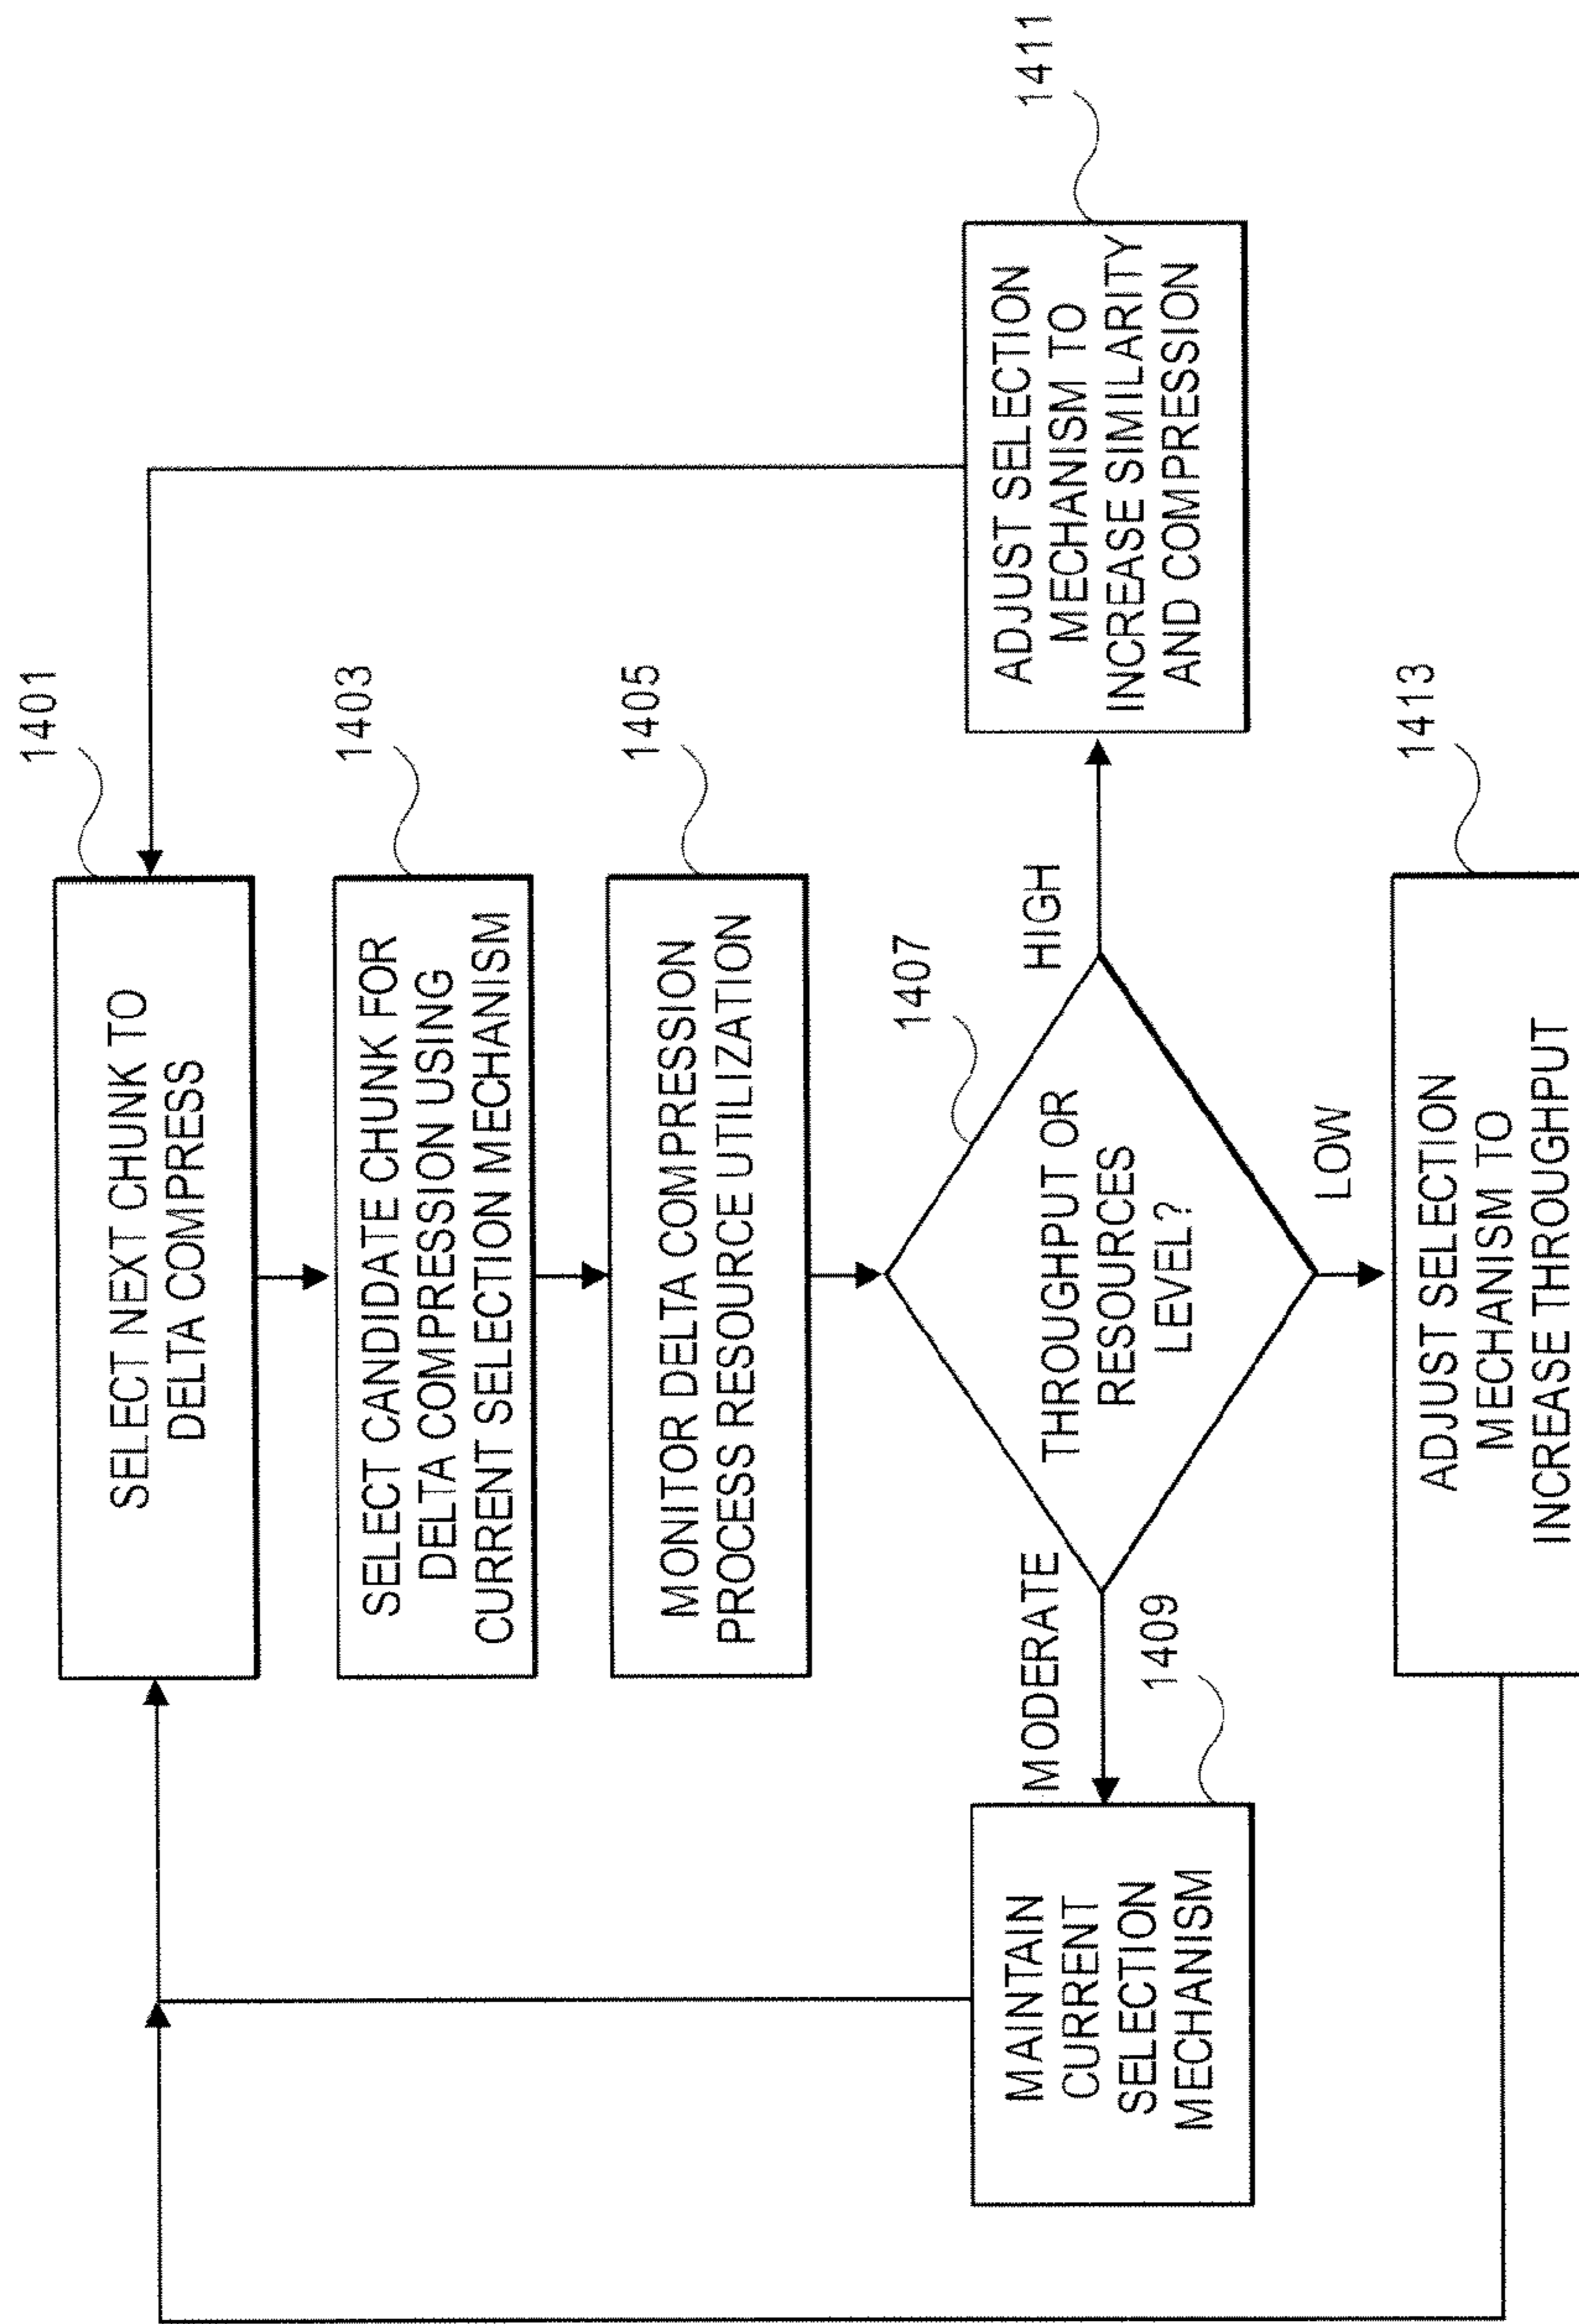 1401
SELECT NEXT CHUNK TO
DELTA COMPRESS
1403
SELECT CANDIDATE CHUNK FOR
DELTA COMPRESSION USING
CURRENT SELECTION MECHANISM
1405
MONITOR DELTA COMPRESSION
PROCESS RESOURCE UTILIZATION
1407
THROUGHPUT OR
RESOURCES
LEVEL?
MODERATE
HIGH
LOW
1409
MAINTAIN
CURRENT
SELECTION
MECHANISM
1411
ADJUST SELECTION
MECHANISM TO
INCREASE SIMILARITY
AND COMPRESSION
1413
ADJUST SELECTION
MECHANISM TO
INCREASE THROUGHPUT